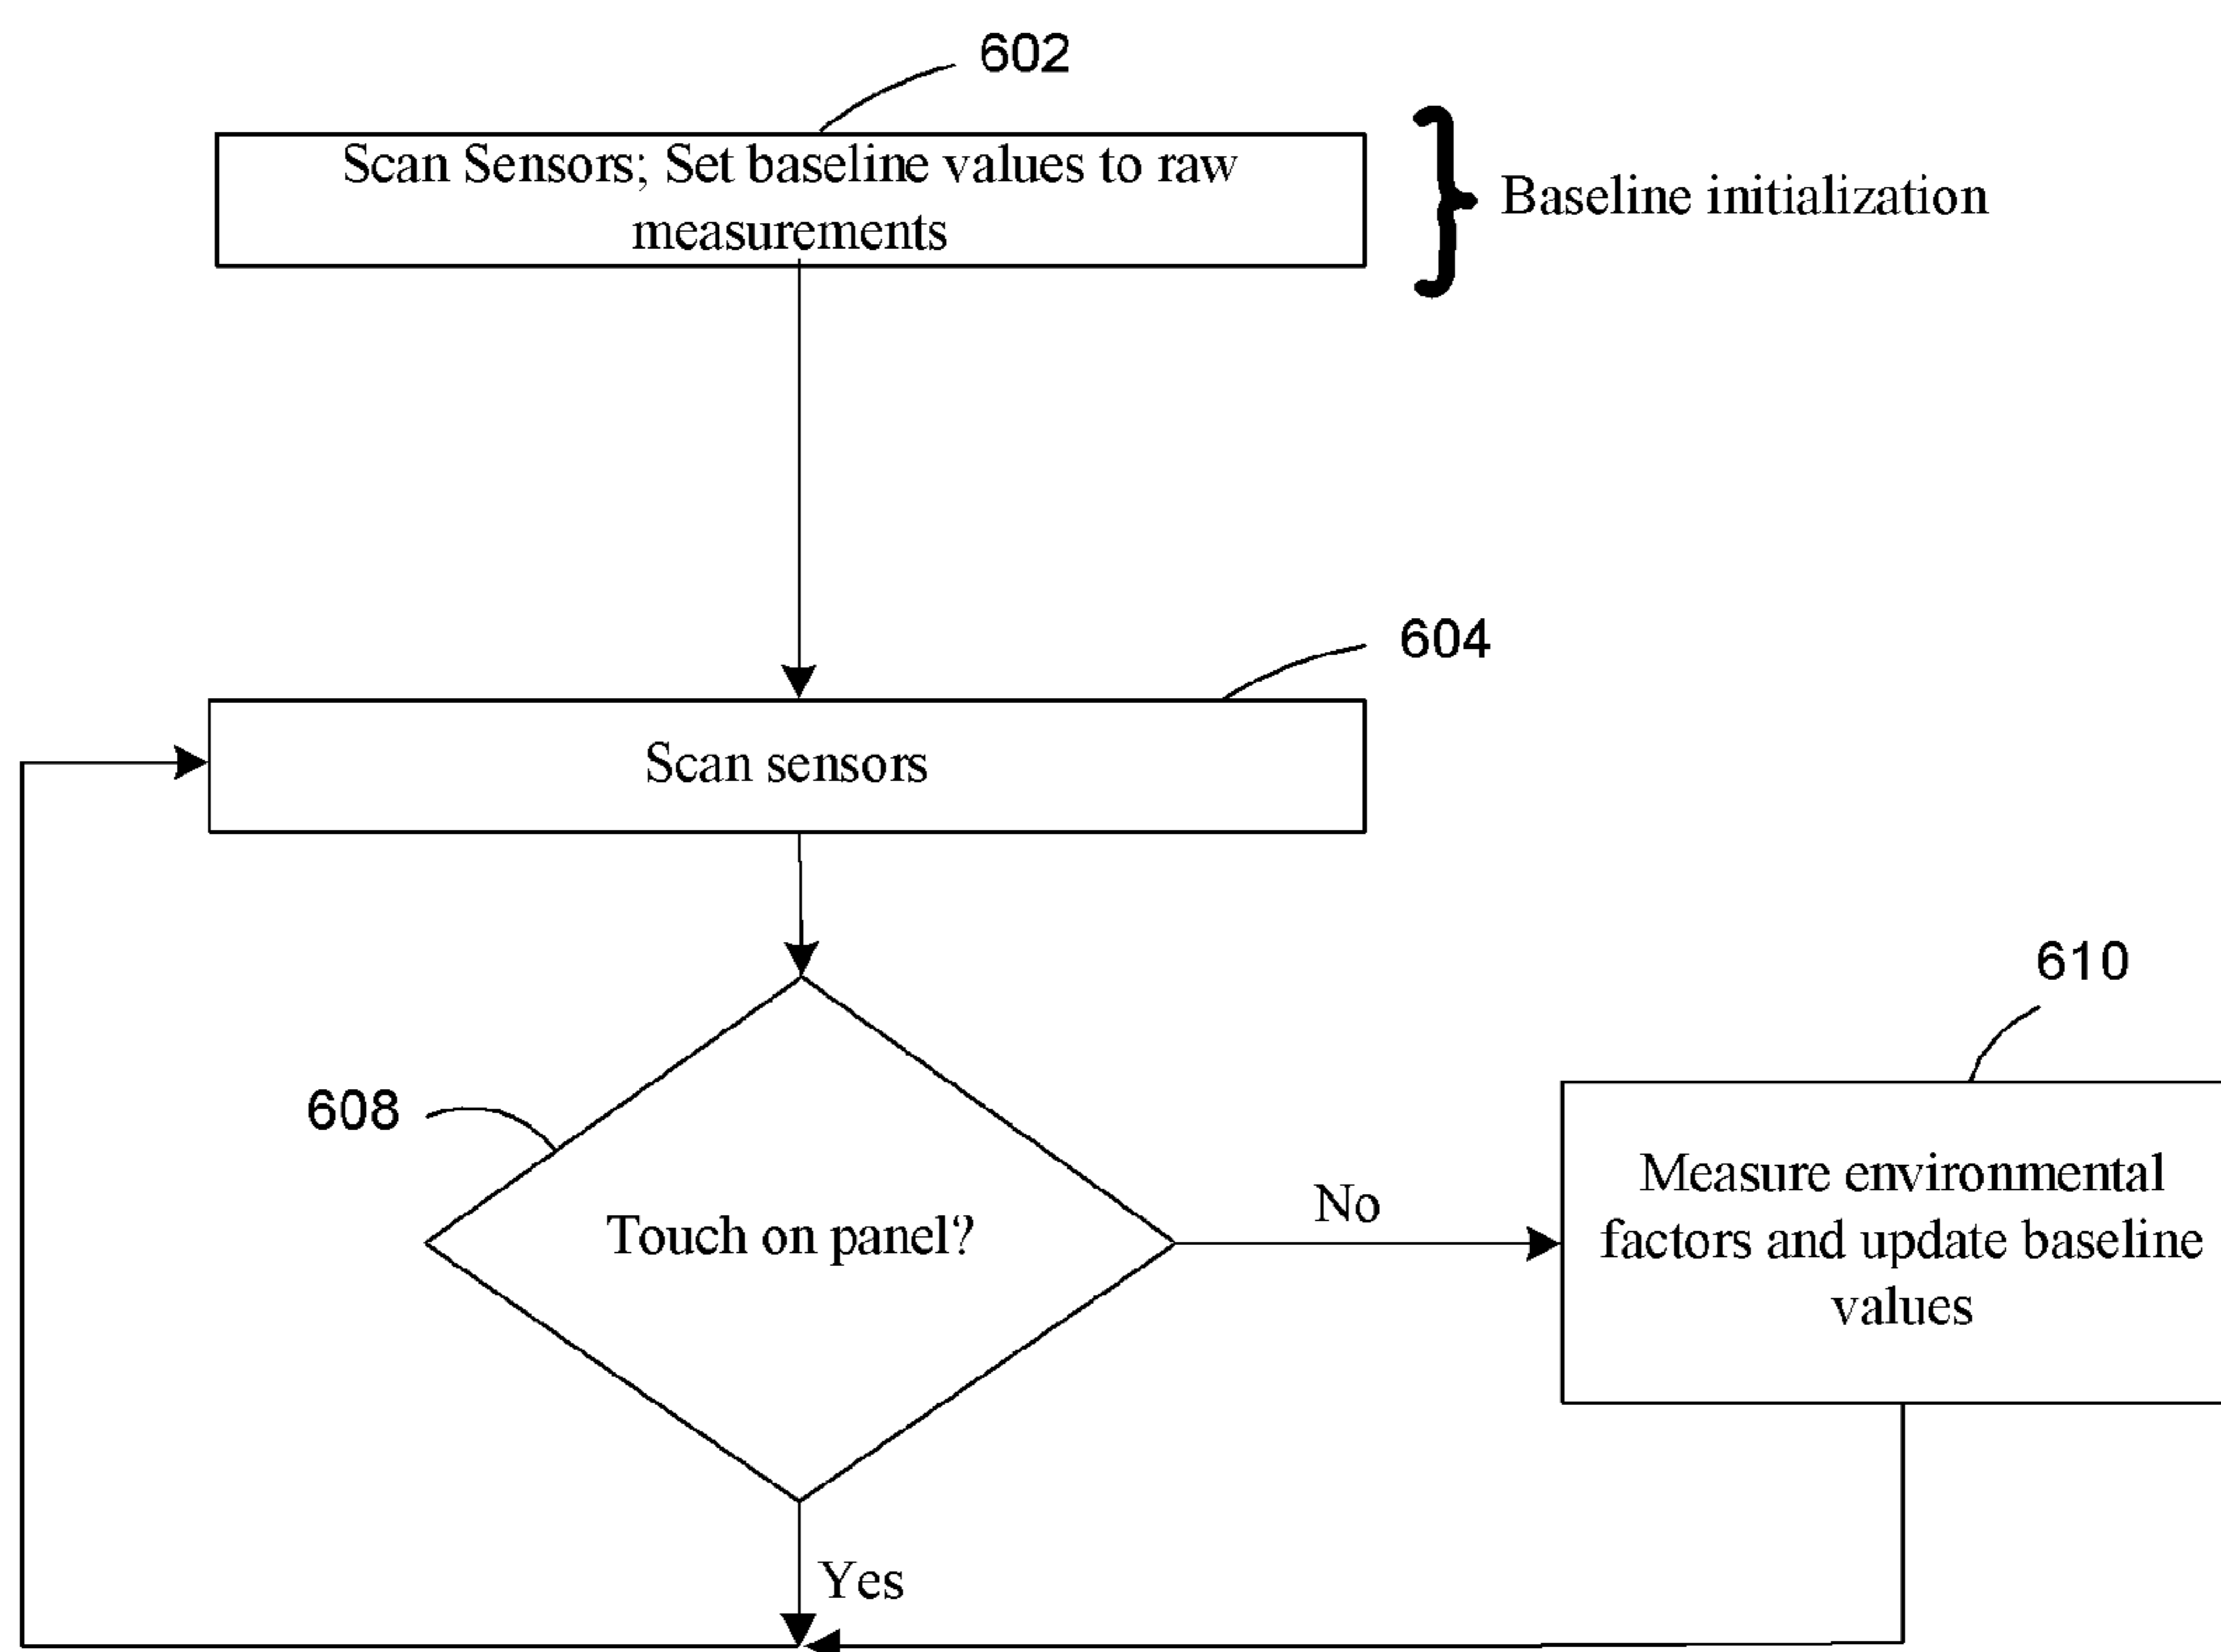 602
Scan Sensors; Set baseline values to raw
measurements
Baseline initialization
604
Scan sensors
610
608
Touch on panel?
No
Measure environmental
factors and update baseline
values
Yes